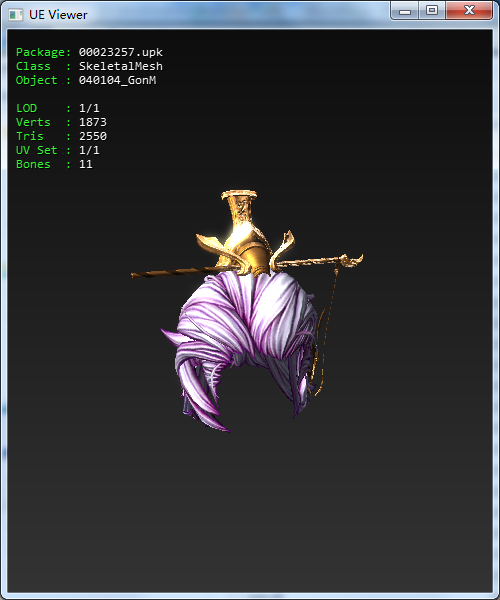 UE Viewer
Package: 00023257.upk
Class : SkeletalMesh
Object : 040104_GonM
LOD : 1/1
Verts : 1873
Tris : 2550
UV Set : 1/1
Bones : 11